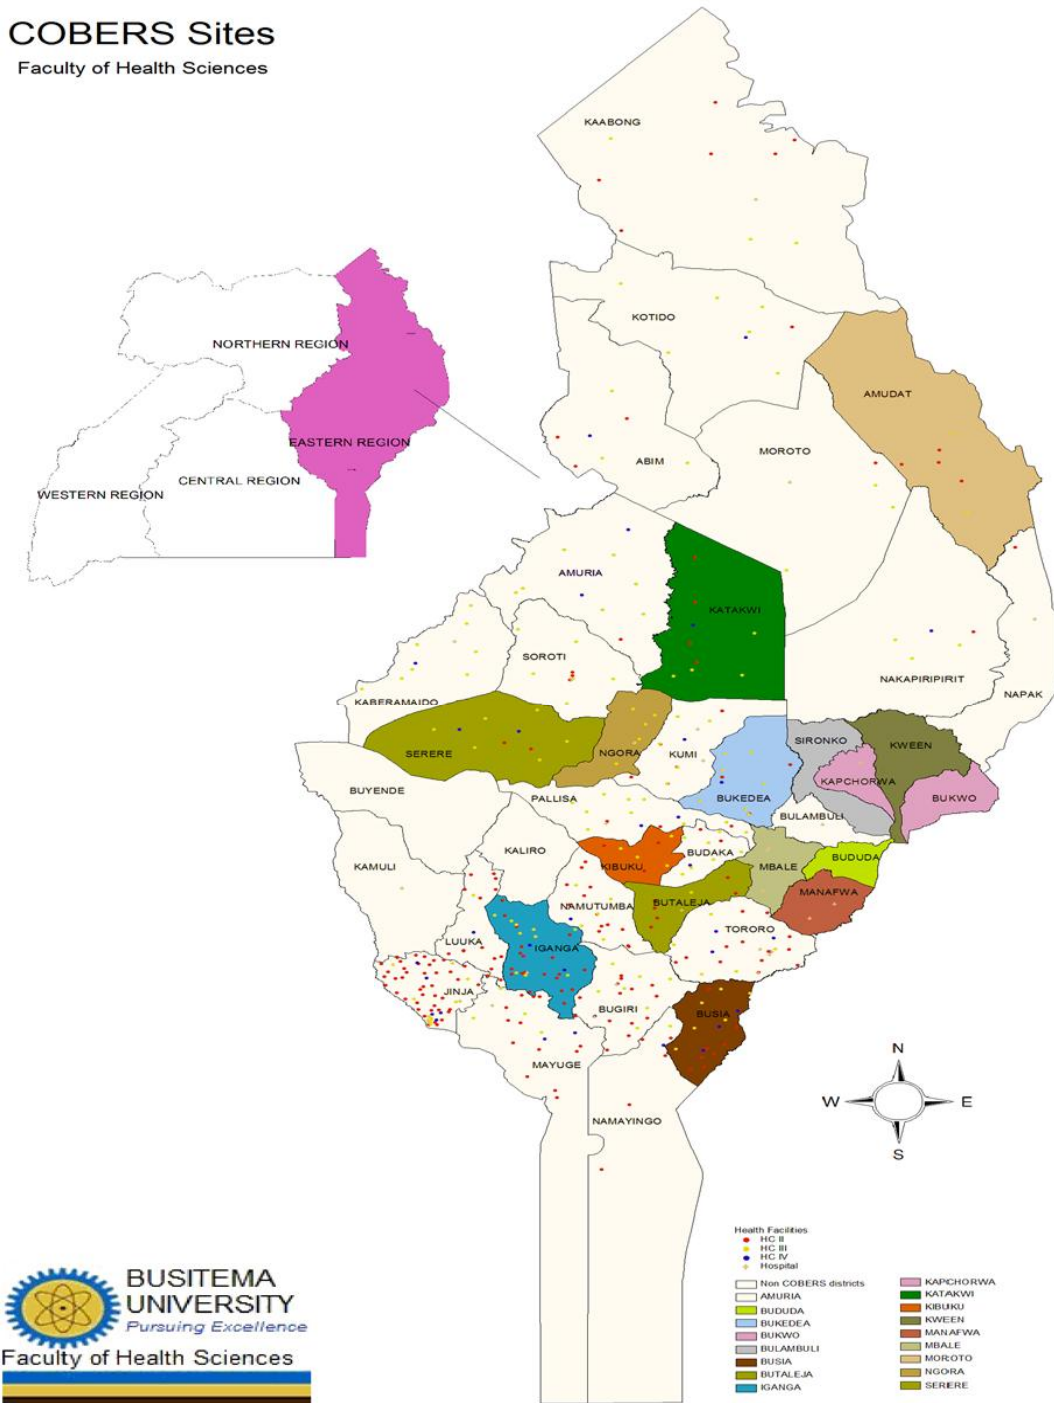 COBERS Sites
Faculty of Health Sciences
KAABONG
KOTIDO
AMUDAT
ABIM
MOROTO
NORTHERN REGION
EASTERN REGION
CENTRAL REGION
WESTERN REGION
AMURIA
KATAKWI
SOROTI
NAKAPIRIPIRIT
NAPAK
KABERAMAIDO
SERERE
NGORA
KUMI
SIRONKO
KWEEN
KAPCHORWA
BUKWO
BUYENDE
PALLISA
BUKEDEA
BULAMBULI
KAMULI
KALIRO
KIBUKU
BUDAKA
MBALE
BUDUDA
MANAFWA
NAMUTUMBA
BUTALEJA
TORORO
LUUKA
IGANGA
JINJA
BUGIRI
BUSIA
MAYUGE
NAMAYINGO
N
W E
S
Health Facilities
HC II
HC III
HC IV
Hospital
Non COBERS districts
AMURIA
BUDUDA
BUKEDEA
BUKWO
BULAMBULI
BUSIA
BUTALEJA
IGANGA
KAPCHORWA
KATAKWI
KIBUKU
KWEEN
MANAFWA
MBALE
MOROTO
NGORA
SERIERE
BUSITEMA
UNIVERSITY
Pursuing Excellence
Faculty of Health Sciences